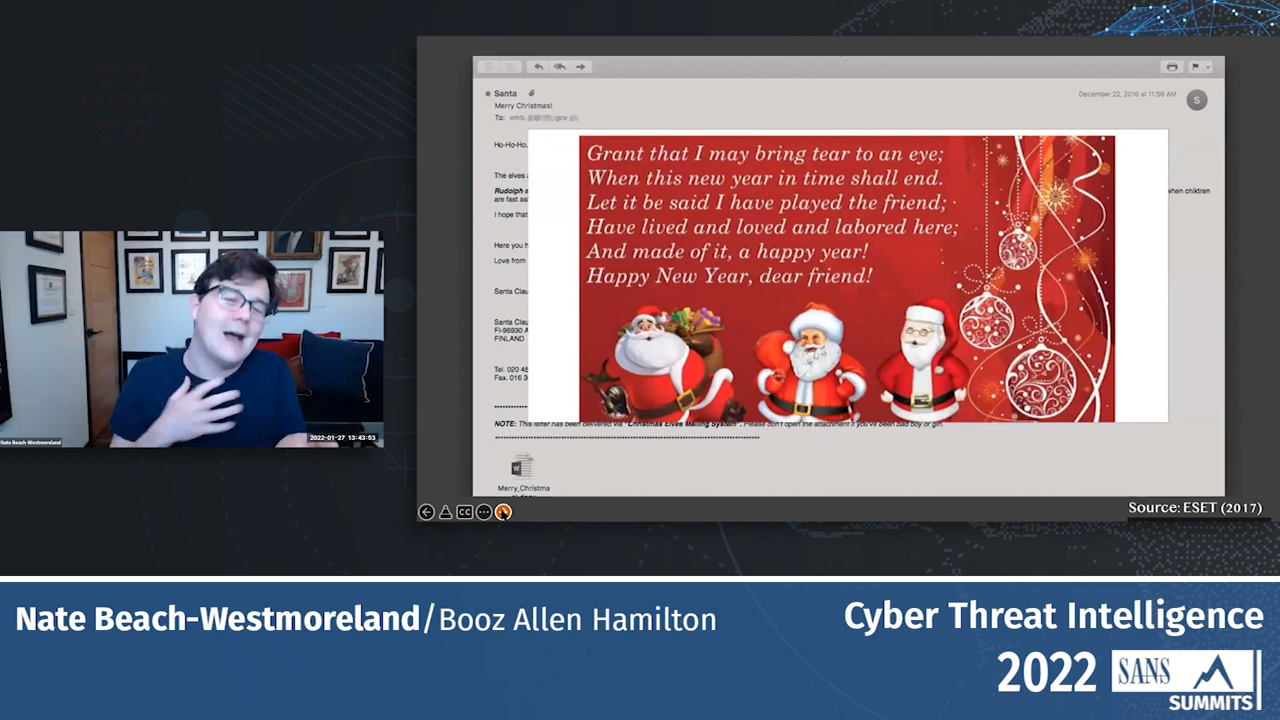 Santa
Merry Christmas!
December 22, 2016 at 11:56 AM
S
To: emb gov
Ho-Ho-Ho,
The elves
Rudolph
when children
are fast
I hope that
Here you
Love from
Santa
Santa
FI-96930
FINLAND
Tel. 020
Fax. 016
Grant that I may bring tear to an eye;
When this new year in time shall end.
Let it be said I have played the friend;
Have lived and loved and labored here;
And made of it, a happy year!
Happy New Year, dear friend!
NOTE: This letter has been delivered via "Christmas Elves Mailing System". Please don't open the attachment if you've been bad boy or girl.
W
Merry_Christma
CC
Source: ESET (2017)
Nate Beach-Westmoreland
2022-01-27 13:43:53
Nate Beach-Westmoreland/Booz Allen Hamilton
Cyber Threat Intelligence
2022
SANS
SUMMITS